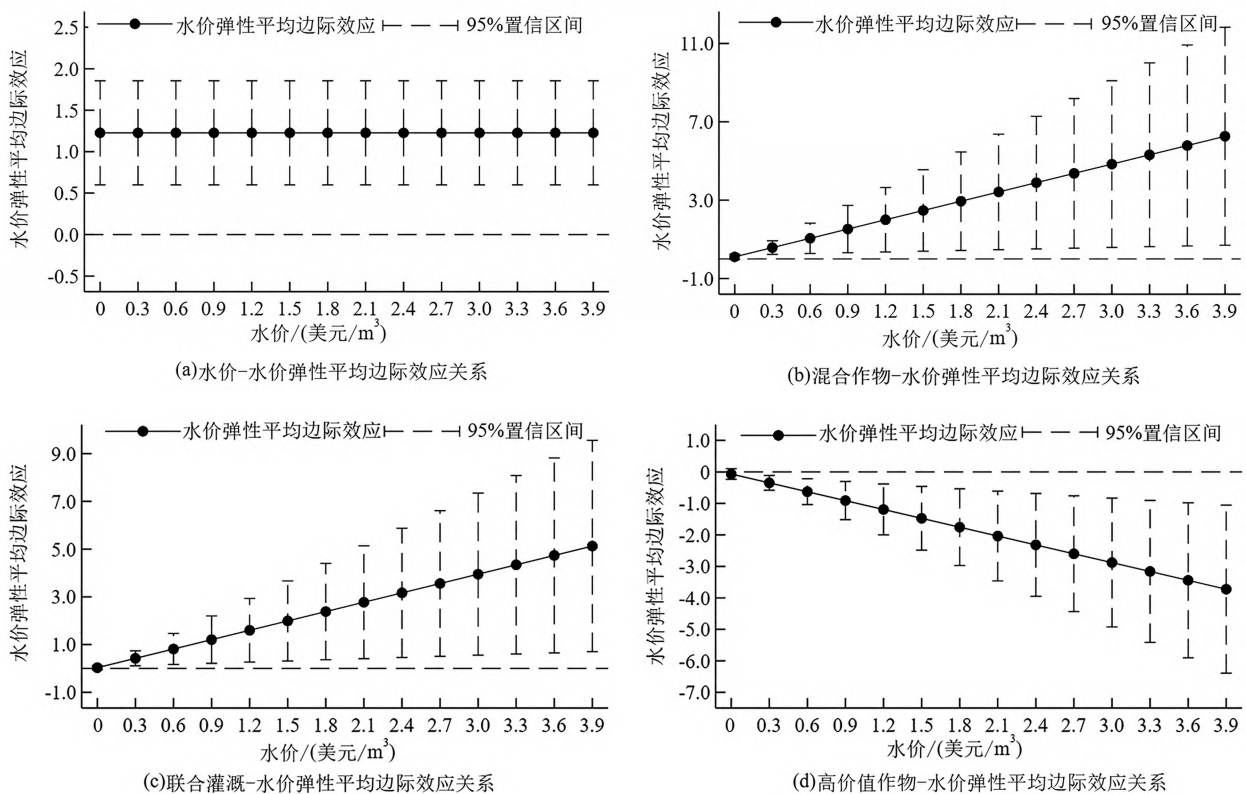 水价弹性平均边际效应 95%置信区间
水价弹性平均边际效应
2.5
2.0
1.5
1.0
0.5
0.0
-0.5
0 0.3 0.6 0.9 1.2 1.5 1.8 2.1 2.4 2.7 3.0 3.3 3.6 3.9
水价/(美元/m³)
(a)水价-水价弹性平均边际效应关系
水价弹性平均边际效应 95%置信区间
水价弹性平均边际效应
11.0
7.0
3.0
-1.0
0 0.3 0.6 0.9 1.2 1.5 1.8 2.1 2.4 2.7 3.0 3.3 3.6 3.9
水价/(美元/m³)
(b)混合作物-水价弹性平均边际效应关系
水价弹性平均边际效应 95%置信区间
水价弹性平均边际效应
9.0
7.0
5.0
3.0
1.0
-1.0
0 0.3 0.6 0.9 1.2 1.5 1.8 2.1 2.4 2.7 3.0 3.3 3.6 3.9
水价/(美元/m³)
(c)联合灌溉-水价弹性平均边际效应关系
水价弹性平均边际效应 95%置信区间
水价弹性平均边际效应
1.0
0
-1.0
-2.0
-3.0
-4.0
-5.0
-6.0
-7.0
0 0.3 0.6 0.9 1.2 1.5 1.8 2.1 2.4 2.7 3.0 3.3 3.6 3.9
水价/(美元/m³)
(d)高价值作物-水价弹性平均边际效应关系